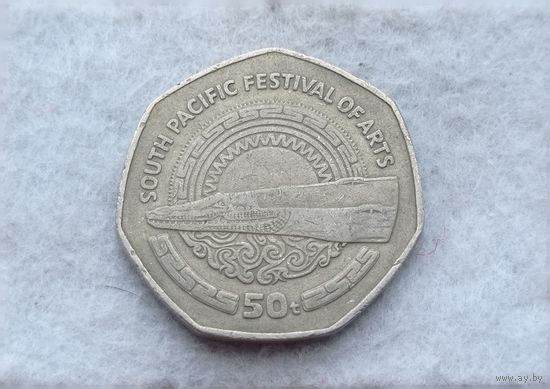 SOUTH PACIFIC FESTIVAL OF ARTS
50t
www.ay.by